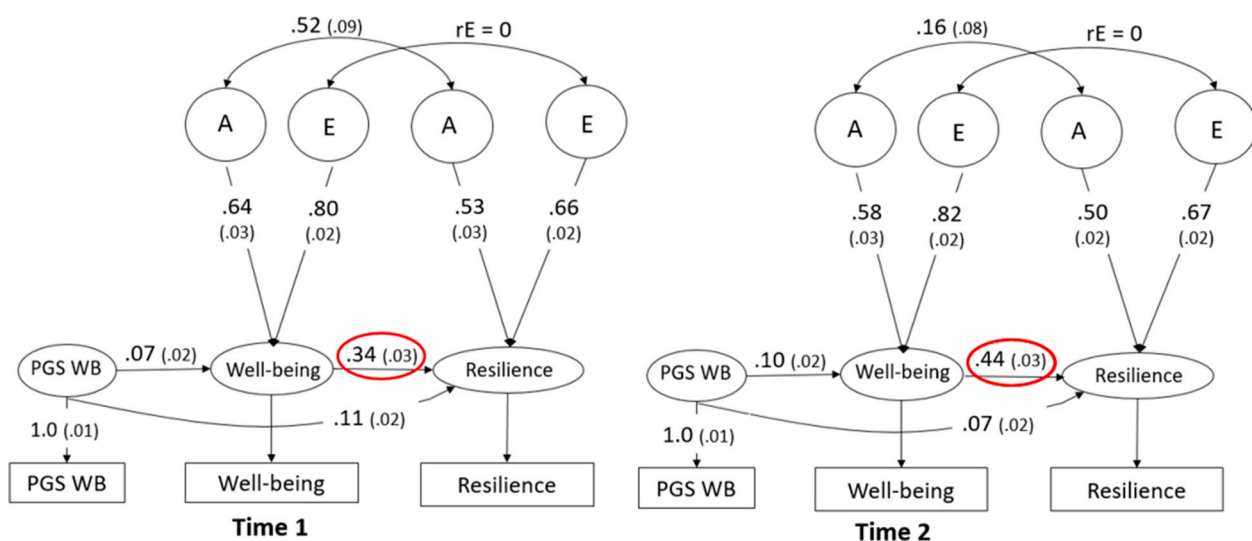 .52 (.09)
rE = 0
A
E
A
E
.64
(.03)
.80
(.02)
.53
(.03)
.66
(.02)
PGS WB
.07 (.02)
Well-being
.34 (.03)
Resilience
.11 (.02)
1.0 (.01)
PGS WB
Well-being
Resilience
Time 1
.16 (.08)
rE = 0
A
E
A
E
.58
(.03)
.82
(.02)
.50
(.02)
.67
(.02)
PGS WB
.10 (.02)
Well-being
.44 (.03)
Resilience
.07 (.02)
1.0 (.01)
PGS WB
Well-being
Resilience
Time 2